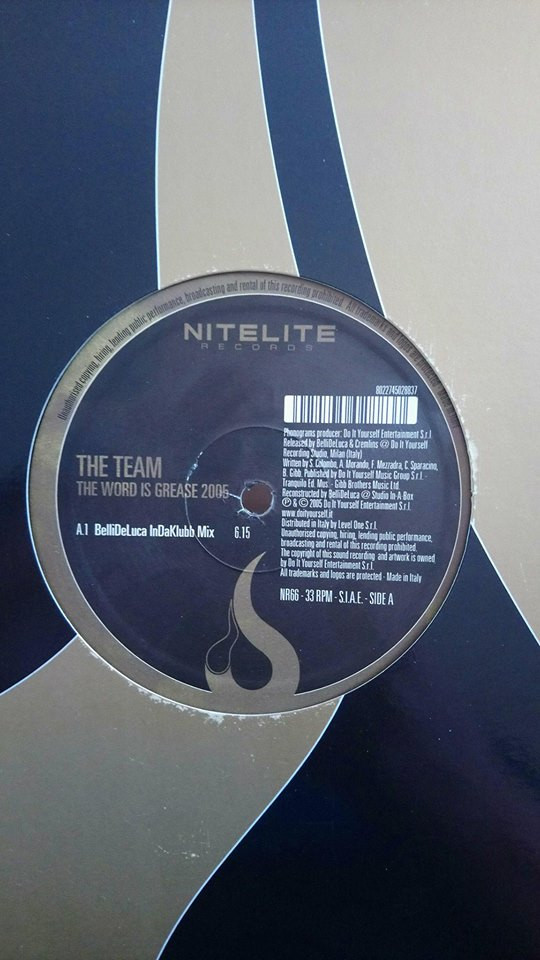 Unauthorised copying, hiring, lending public performance, broadcasting and rental of this recording prohibited. All
NITELITE
RECORDS
8022745028837
Phonograms producer: Do It Yourself Entertainment S.r.l.
Released by BelliDeLuca & Cremlins @ Do It Yourself
Recording Studio, Milan (Italy)
Written by S. Colombo, A. Morando, F. Mezzadra, C. Sparacino,
B. Gibb. Published by Do It Yourself Music Group S.r.l. -
Tranquilo Ed. Mus. - Gibb Brothers Music Ltd.
Reconstructed by BelliDeLuca @ Studio In-A-Box
℗ & © 2005 Do It Yourself Entertainment S.r.l.
www.doityourself.it
Distributed in Italy by Level One S.r.l.
Unauthorised copying, hiring, lending public performance,
broadcasting and rental of this recording prohibited.
The copyright of this sound recording and artwork is owned
by Do It Yourself Entertainment S.r.l.
All trademarks and logos are protected - Made in Italy
NR66 - 33 RPM - S.I.A.E. - SIDE A
THE TEAM
THE WORD IS GREASE 2005
A.1 BelliDeLuca InDaKlubb Mix 6.15